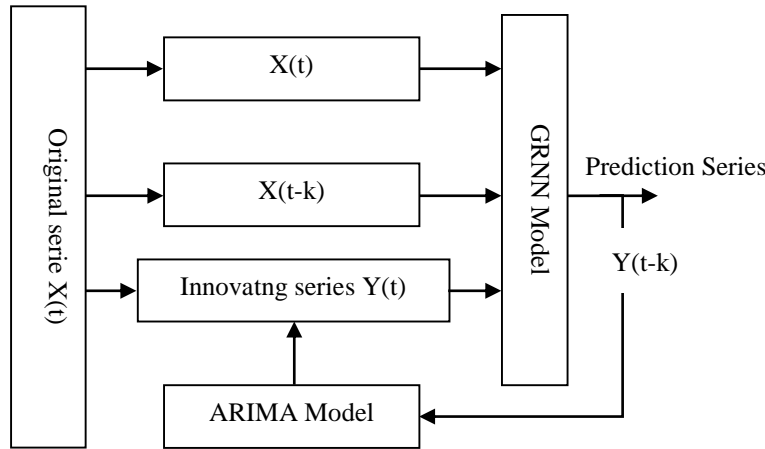 Original serie X(t)
X(t)
X(t-k)
Innovatng series Y(t)
ARIMA Model
GRNN Model
Prediction Series
Y(t-k)